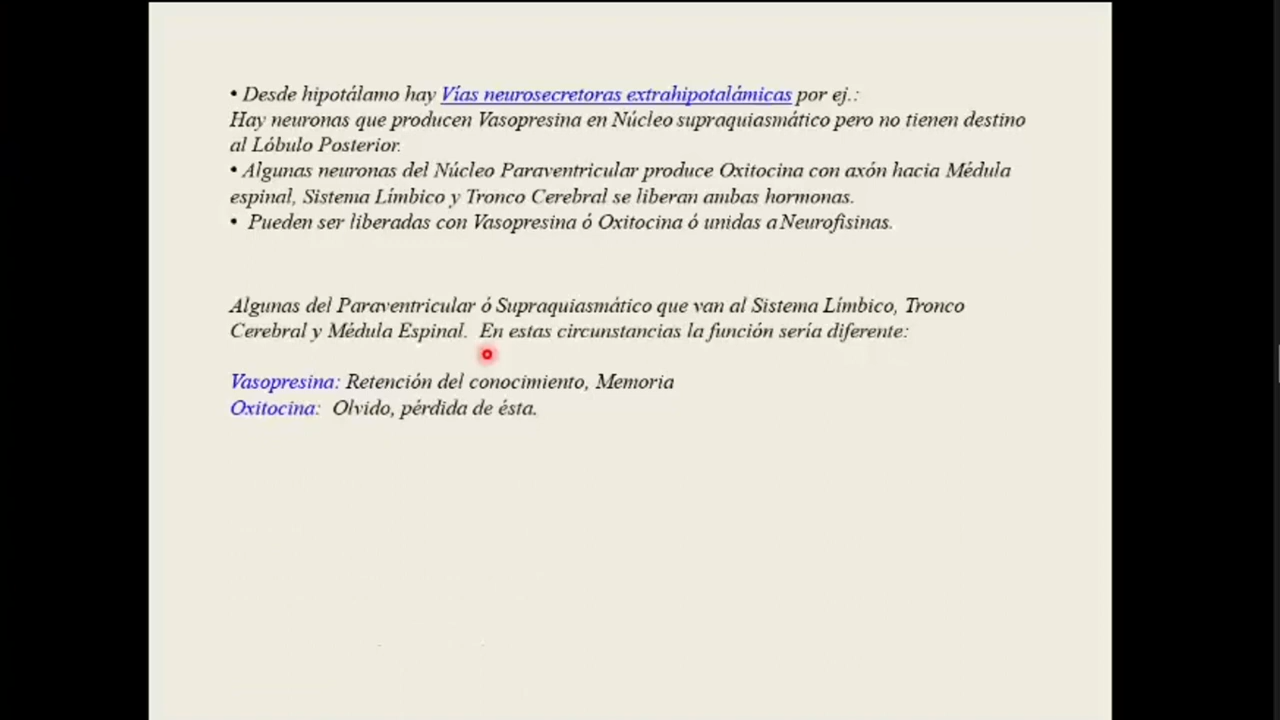 • Desde hipotálamo hay Vías neurosecretoras extrahipotalámicas por ej.:
Hay neuronas que producen Vasopresina en Núcleo supraquiasmático pero no tienen destino
al Lóbulo Posterior.
• Algunas neuronas del Núcleo Paraventricular produce Oxitocina con axón hacia Médula
espinal, Sistema Límbico y Tronco Cerebral se liberan ambas hormonas.
• Pueden ser liberadas con Vasopresina ó Oxitocina ó unidas a Neurofisinas.
Algunas del Paraventricular ó Supraquiasmático que van al Sistema Límbico, Tronco
Cerebral y Médula Espinal. En estas circunstancias la función sería diferente:
Vasopresina: Retención del conocimiento, Memoria
Oxitocina: Olvido, pérdida de ésta.